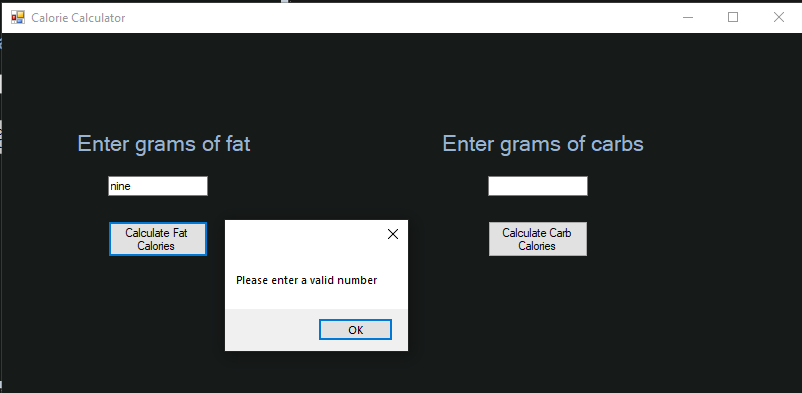 Calorie Calculator
Enter grams of fat
Enter grams of carbs
nine
Calculate Fat
Calories
Calculate Carb
Calories
Please enter a valid number
OK